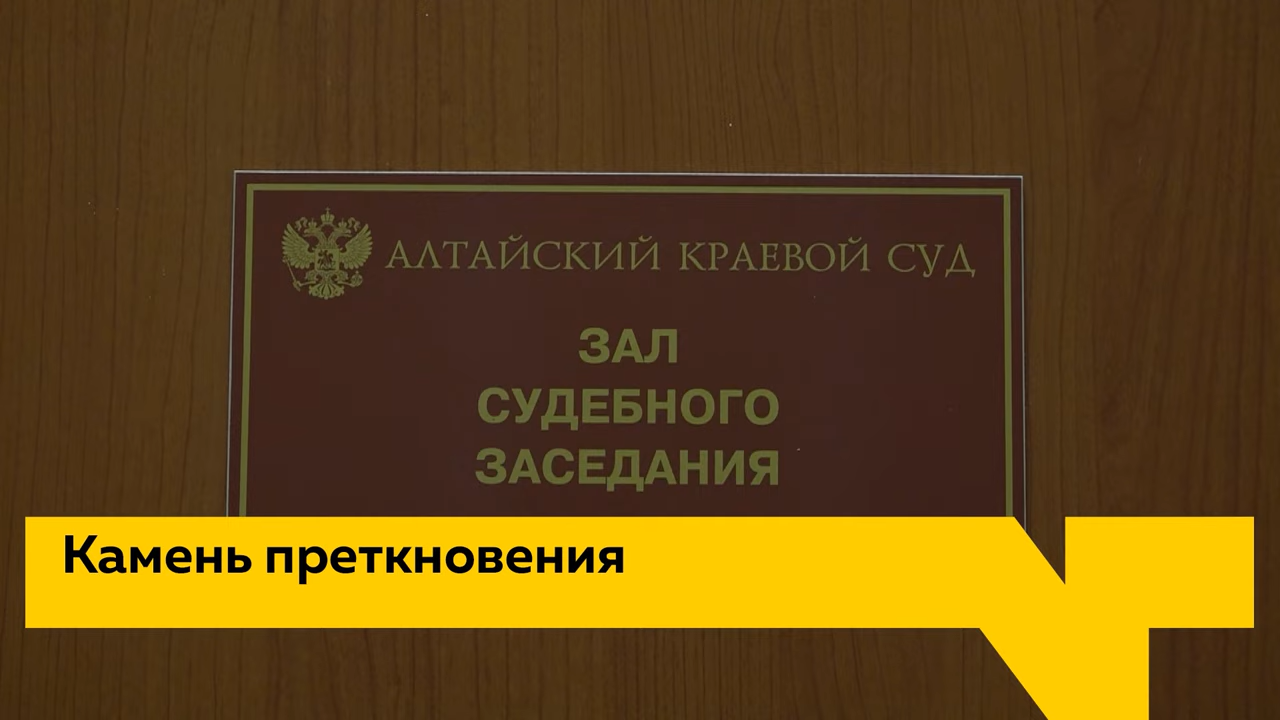 АЛТАЙСКИЙ КРАЕВОЙ СУД
ЗАЛ
СУДЕБНОГО
ЗАСЕДАНИЯ
Камень преткновения